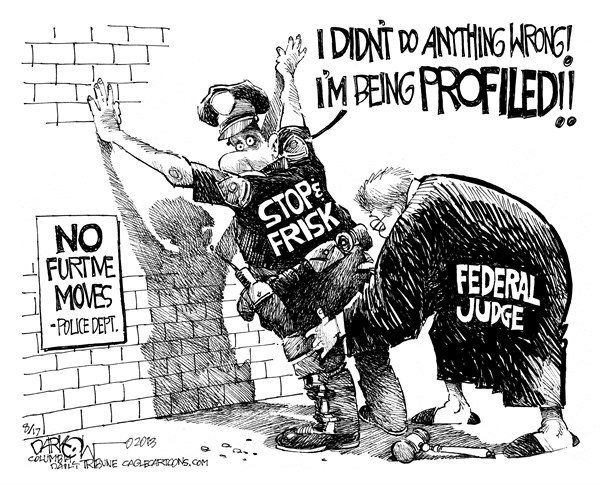 I DIDN'T DO ANYTHING WRONG!
I'M BEING PROFILED!!
STOP &
FRISK
NO
FURTIVE
MOVES
-POLICE DEPT.
FEDERAL
JUDGE
8/17
DARKOW
©2013
COLUMBIA
DAILY TRIBUNE CAGLECARTOONS.COM